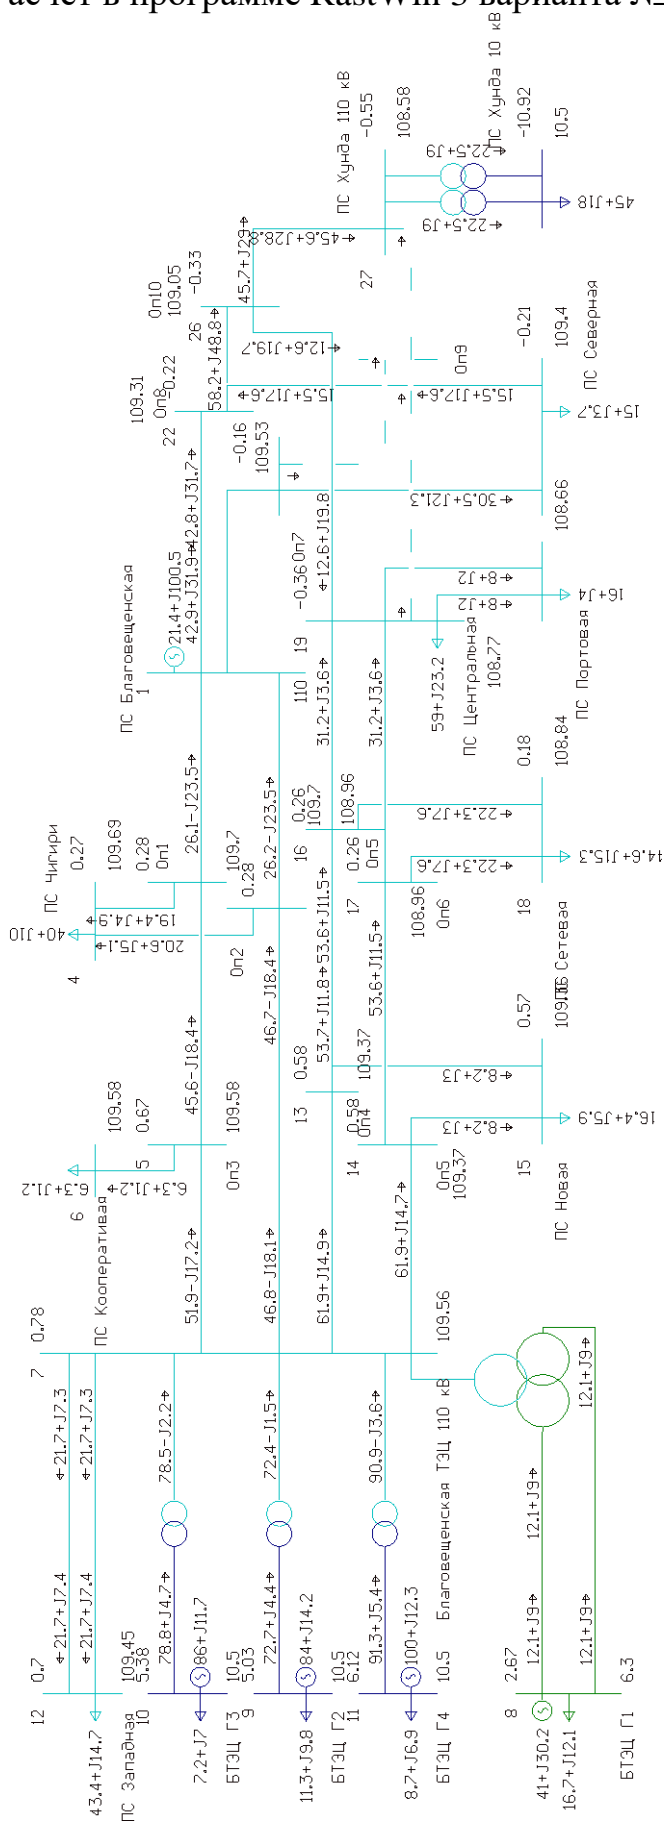 асчет в программе RastWin 3 варианта №
ПС Хунда 110 кВ
-0.55
108.58
27
ПС Хунда 10 кВ
-10.92
10.5
22.5+J9
22.5+J9
45+J18
45.6+J28.8
45.7+J29
Оп10
109.05
-0.33
26
58.2+J48.8
109.31
Оп8
-0.22
22
12.6+J19.7
15.5+J17.6
15.5+J17.6
Оп9
-0.21
109.4
ПС Северная
15+J3.7
-0.16
109.53
Оп7
30.5+J21.3
42.8+J31.7
42.9+J31.9
21.4+J100.5
ПС Благовещенская
1
110
12.6+J19.8
-0.36
19
ПС Центральная
108.77
59+J23.2
108.66
8+J2
8+J2
16+J4
ПС Портовая
31.2+J3.6
31.2+J3.6
26.1-J23.5
26.2-J23.5
ПС Чигири
0.27
109.69
4
40+J10
19.4+J4.9
20.6+J5.1
0.28
Оп1
109.7
0.28
Оп2
109.7
0.26
16
108.96
Оп5
0.26
17
108.96
Оп6
22.3+J7.6
22.3+J7.6
0.18
108.84
18
44.6+J15.3
ПС Сетевая
53.6+J11.5
53.7+J11.8
53.6+J11.5
45.6-J18.4
46.7-J18.4
109.58
0.67
5
109.58
Оп3
6
6.3+J1.2
6.3+J1.2
ПС Кооперативая
0.58
13
109.37
Оп4
0.58
14
Оп5
109.37
8.2+J3
8.2+J3
0.57
15
16.4+J5.9
ПС Новая
51.9-J17.2
46.8-J18.1
61.9+J14.9
61.9+J14.7
0.78
7
109.56
Благовещенская ТЭЦ 110 кВ
21.7+J7.3
21.7+J7.3
21.7+J7.4
21.7+J7.4
78.5-J2.2
72.4-J1.5
90.9-J3.6
78.8+J4.7
72.7+J4.4
91.3+J5.4
12.1+J9
12.1+J9
12.1+J9
12.1+J9
0.7
12
109.45
43.4+J14.7
ПС Западная
5.38
10
86+J11.7
7.2+J7
10.5
БТЭЦ Г3
5.03
9
84+J14.2
11.3+J9.8
10.5
БТЭЦ Г2
6.12
11
100+J12.3
8.7+J6.9
10.5
БТЭЦ Г4
2.67
8
41+J30.2
16.7+J12.1
6.3
БТЭЦ Г1